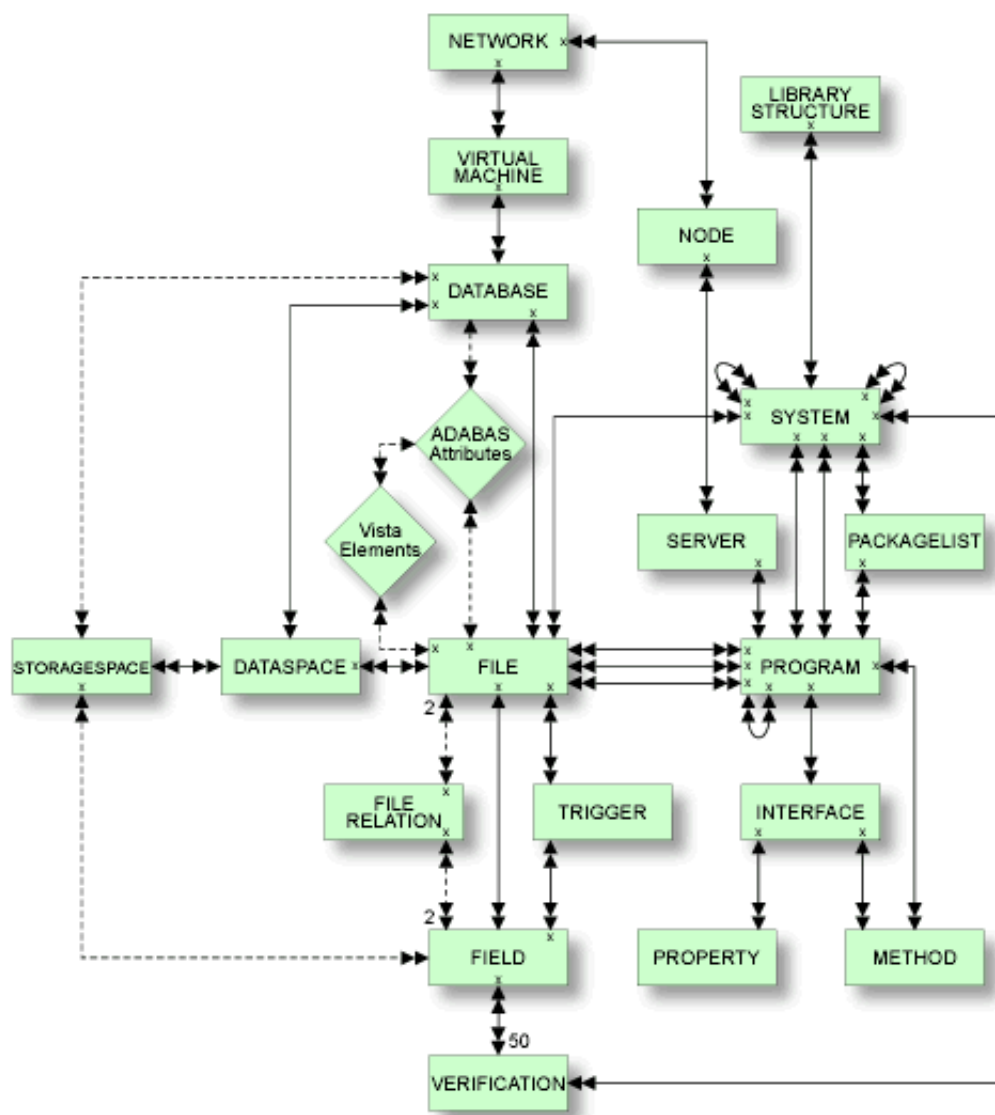 NETWORK
LIBRARY
STRUCTURE
VIRTUAL
MACHINE
NODE
DATABASE
SYSTEM
ADABAS
Attributes
Vista
Elements
SERVER
PACKAGELIST
STORAGESPACE
DATASPACE
FILE
PROGRAM
2
FILE
RELATION
TRIGGER
INTERFACE
2
FIELD
PROPERTY
METHOD
50
VERIFICATION